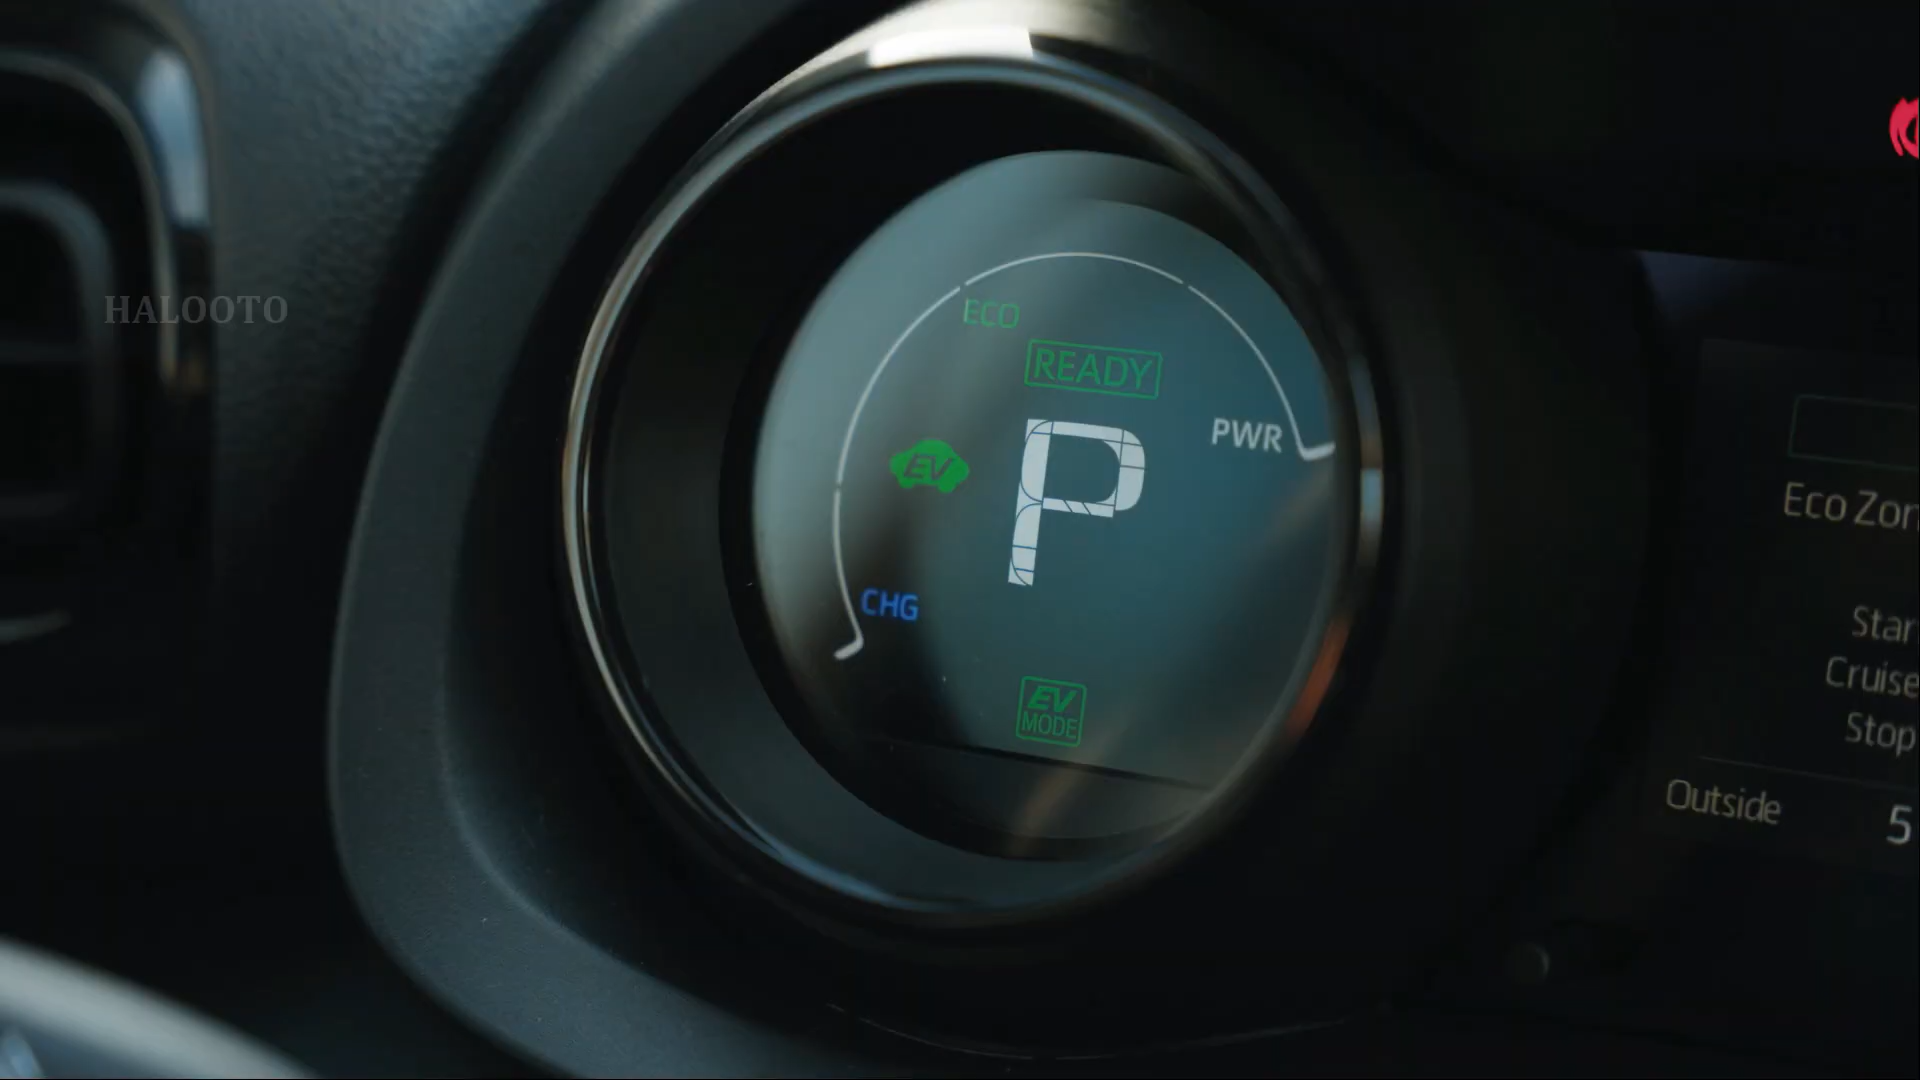 HALOOTO
ECO
READY
EV
P
PWR
CHG
EV
MODE
Eco Zon
Star
Cruise
Stop
Outside 5